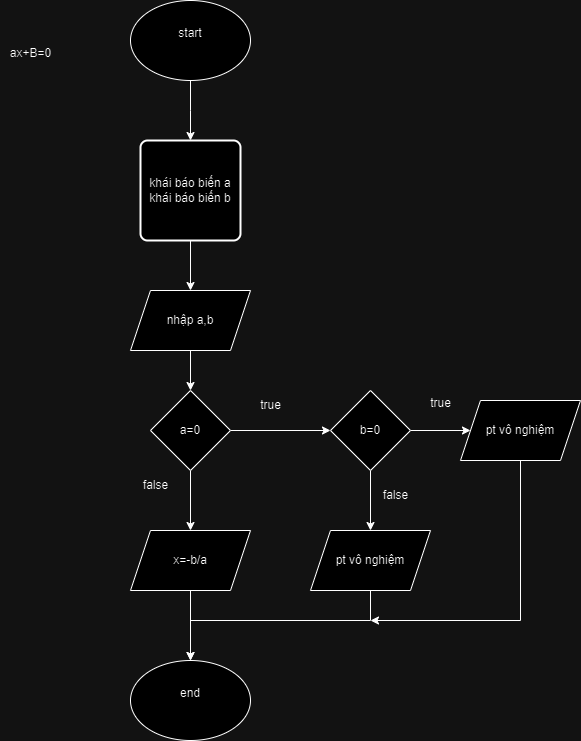 start
ax+B=0
khái báo biến a
khái báo biến b
nhập a,b
a=0
true
b=0
true
pt vô nghiệm
false
false
x=-b/a
pt vô nghiệm
end